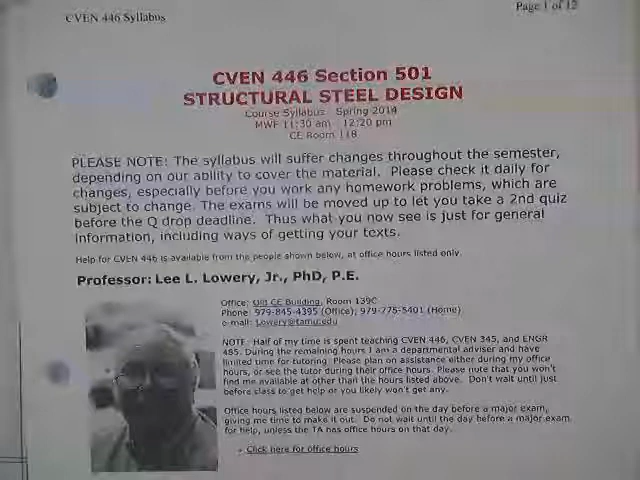 CVEN 446 Syllabus
Page 1 of 12
CVEN 446 Section 501
STRUCTURAL STEEL DESIGN
Course Syllabus - Spring 2014
MWF 11:30 am - 12:20 pm
CE Room 118
PLEASE NOTE: The syllabus will suffer changes throughout the semester,
depending on our ability to cover the material. Please check it daily for
changes, especially before you work any homework problems, which are
subject to change. The exams will be moved up to let you take a 2nd quiz
before the Q drop deadline. Thus what you now see is just for general
information, including ways of getting your texts.
Help for CVEN 446 is available from the people shown below, at office hours listed only.
Professor: Lee L. Lowery, Jr., PhD, P.E.
Office: Old CE Building, Room 139C
Phone: 979-845-4395 (Office); 979-775-5401 (Home)
e-mail: Lowery@tamu.edu
NOTE: Half of my time is spent teaching CVEN 446, CVEN 345, and ENGR
485. During the remaining hours I am a departmental adviser and have
limited time for tutoring. Please plan on assistance either during my office
hours, or see the tutor during their office hours. Please note that you won't
find me available at other than the hours listed above. Don't wait until just
before class to get help or you likely won't get any.
Office hours listed below are suspended on the day before a major exam,
giving me time to make it out. Do not wait until the day before a major exam
for help, unless the TA has office hours on that day.
- Click here for office hours